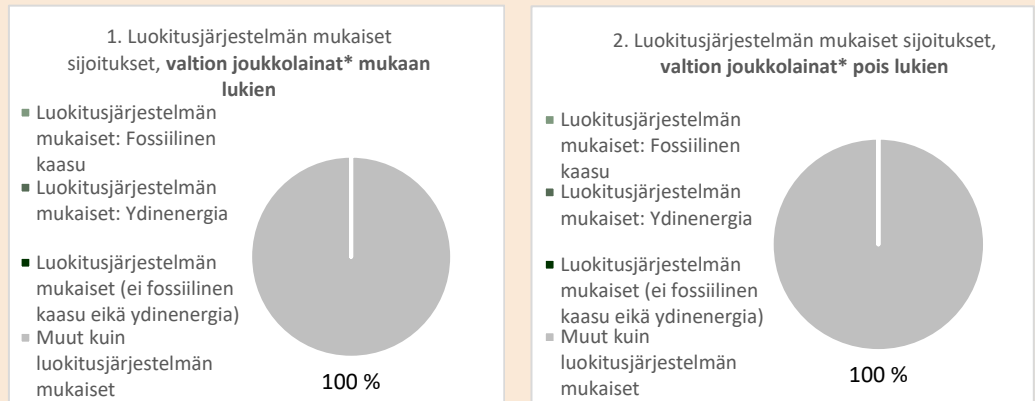 1. Luokitusjärjestelmän mukaiset
sijoitukset, valtion joukkolainat* mukaan
lukien
Luokitusjärjestelmän
mukaiset: Fossiilinen
kaasu
Luokitusjärjestelmän
mukaiset: Ydinenergia
Luokitusjärjestelmän
mukaiset (ei fossiilinen
kaasu eikä ydinenergia)
Muut kuin
luokitusjärjestelmän
mukaiset
100 %
2. Luokitusjärjestelmän mukaiset sijoitukset,
valtion joukkolainat* pois lukien
Luokitusjärjestelmän
mukaiset: Fossiilinen
kaasu
Luokitusjärjestelmän
mukaiset: Ydinenergia
Luokitusjärjestelmän
mukaiset (ei fossiilinen
kaasu eikä ydinenergia)
Muut kuin
luokitusjärjestelmän
mukaiset
100 %